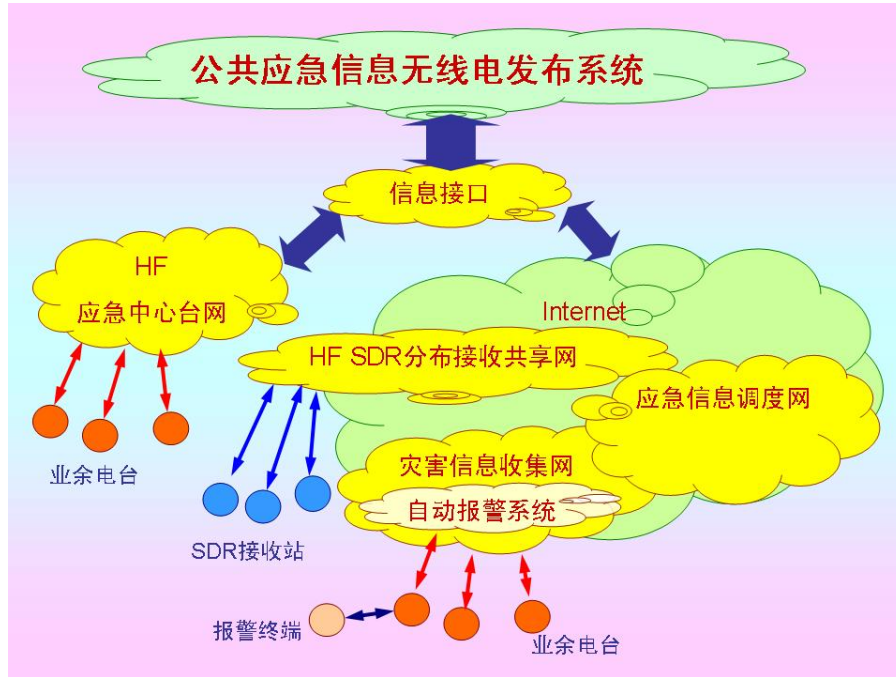 公共应急信息无线电发布系统
信息接口
HF
应急中心台网
Internet
HF SDR分布接收共享网
应急信息调度网
业余电台
灾害信息收集网
自动报警系统
SDR接收站
报警终端
业余电台